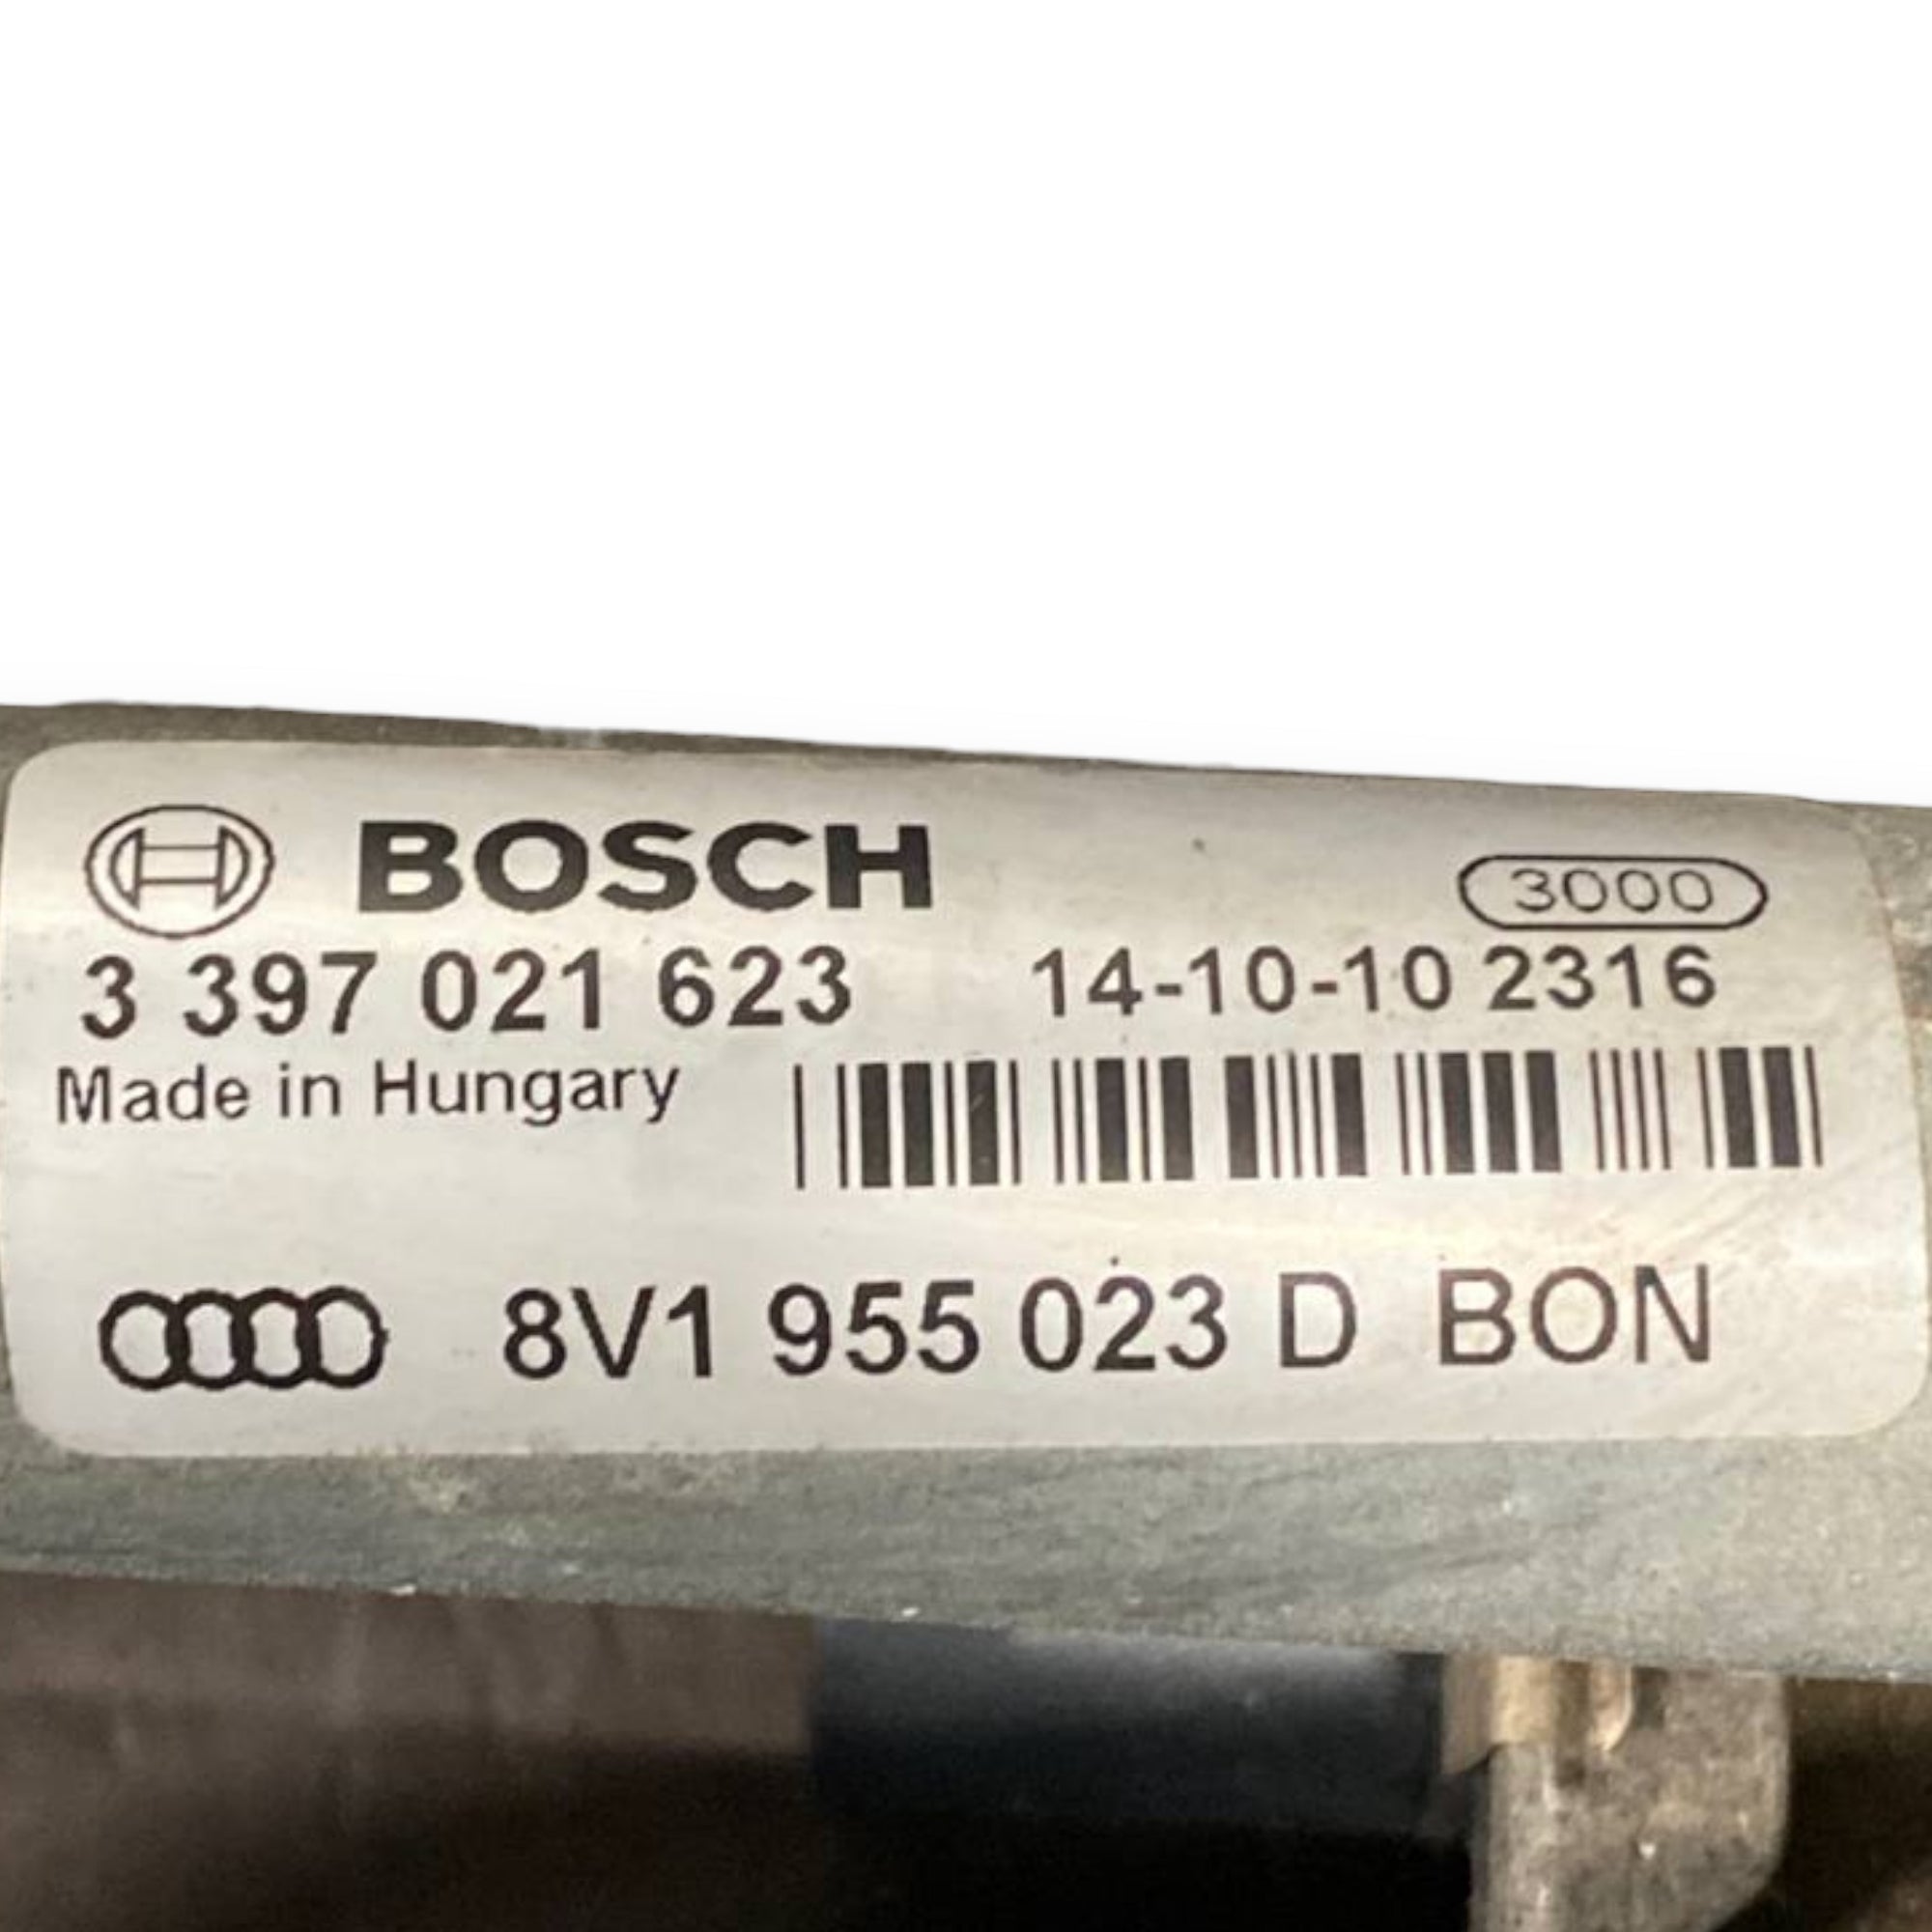 BOSCH
3000
3 397 021 623 14-10-10 2316
Made in Hungary
8V1 955 023 D BON